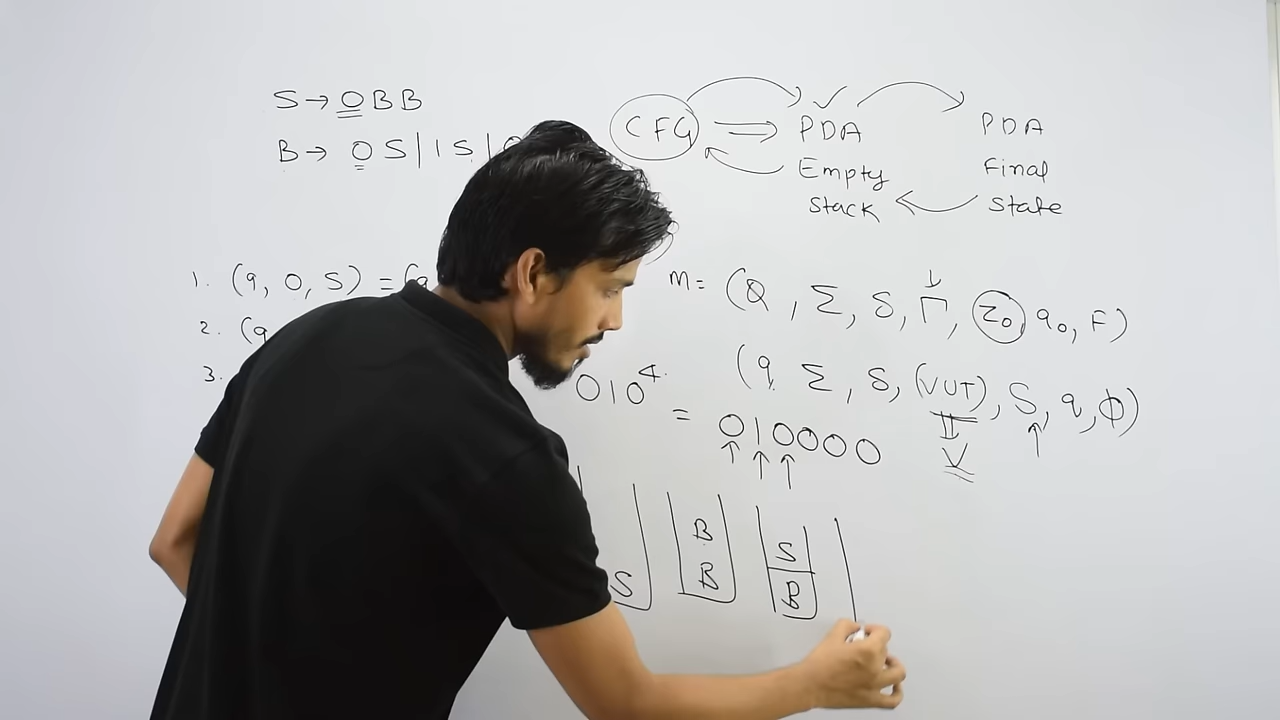 S → 0BB
B → 0S|1S|0
CFG ⇒ PDA Empty Stack
PDA Final State
1. (q, 0, S) = (q
2. (q
3.
M = (Q, Σ, δ, Γ, Z₀, q₀, F)
(q, Σ, δ, (VUT), S, q, ϕ)
V
010⁴
= 010000
S
B
B
S
B